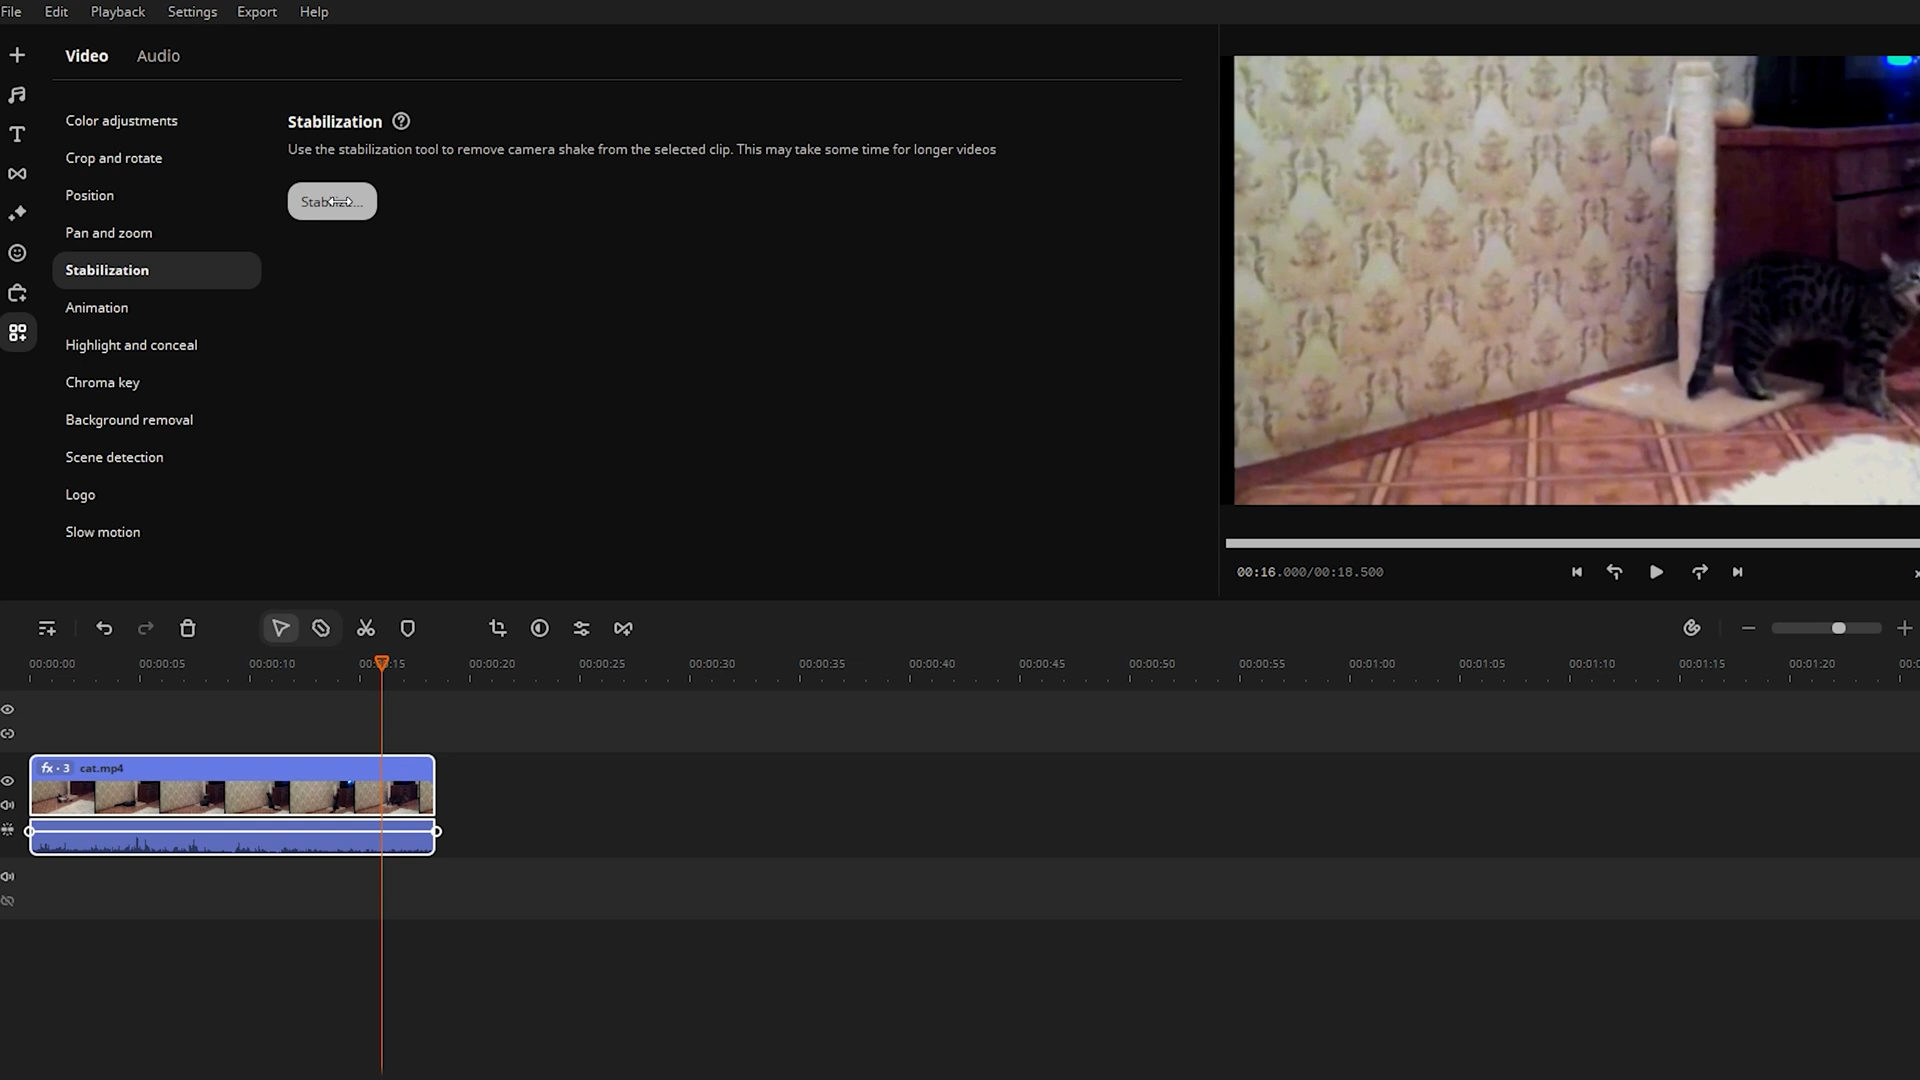 File Edit Playback Settings Export Help
Video Audio
Color adjustments
Crop and rotate
Position
Pan and zoom
Stabilization
Animation
Highlight and conceal
Chroma key
Background removal
Scene detection
Logo
Slow motion
Stabilization
Use the stabilization tool to remove camera shake from the selected clip. This may take some time for longer videos
00:16.000/00:18.500
00:00:00 00:00:05 00:00:10 00:00:20 00:00:25 00:00:30 00:00:35 00:00:40 00:00:45 00:00:50 00:00:55 00:01:00 00:01:05 00:01:10 00:01:15 00:01:20
fx · 3 cat.mp4